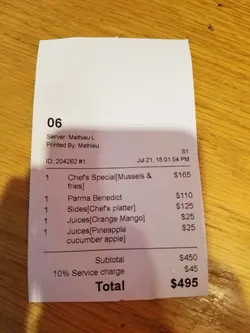 06
Server: Mathieu L
Printed By: Mathieu
S1
ID: 204262 #1 Jul 21, 18 01:54 PM
1 Chef's Special[Mussels & $165
fries]
1 Parma Benedict $110
1 Sides[Chef's platter] $125
1 Juices[Orange Mango] $25
1 Juices[Pineapple $25
cucumber apple]
Subtotal $450
10% Service charge $45
Total $495